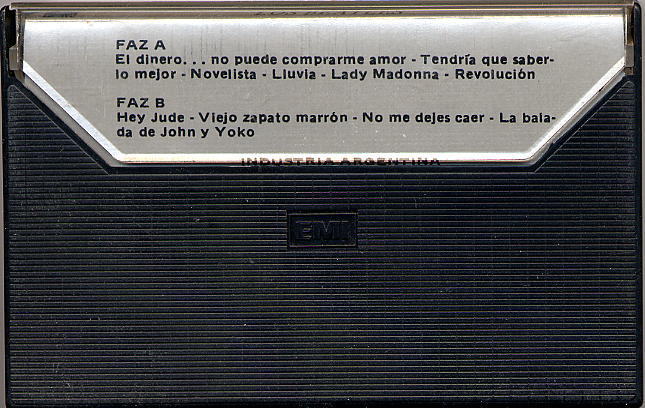 FAZ A
El dinero... no puede comprarme amor - Tendría que saber-
lo mejor - Novelista - Lluvia - Lady Madonna - Revolución
FAZ B
Hey Jude - Viejo zapato marrón - No me dejes caer - La bala-
da de John y Yoko
INDUSTRIA ARGENTINA
EMI